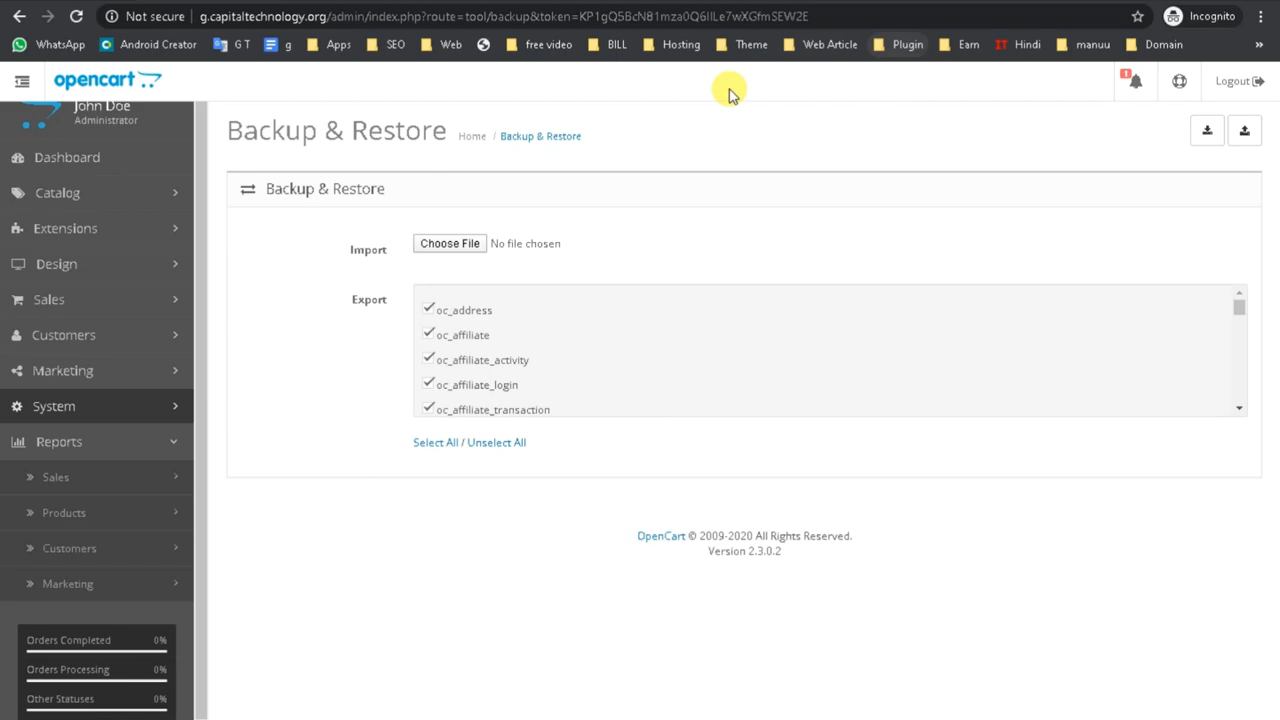 Not secure g.capitaltechnology.org/admin/index.php?route=tool/backup&token=KP1gQ5BcN81mza0Q6IlLe7wXGfmSEW2E Incognito
WhatsApp Android Creator G T g Apps SEO Web free video BILL Hosting Theme Web Article Plugin Earn Hindi manuu Domain »
opencart 1 Logout
John Doe
Administrator
Dashboard
Catalog
Extensions
Design
Sales
Customers
Marketing
System
Reports
Sales
Products
Customers
Marketing
Orders Completed 0%
Orders Processing 0%
Other Statuses 0%
Backup & Restore Home / Backup & Restore
Backup & Restore
Import Choose File No file chosen
Export
oc_address
oc_affiliate
oc_affiliate_activity
oc_affiliate_login
oc_affiliate_transaction
Select All / Unselect All
OpenCart © 2009-2020 All Rights Reserved.
Version 2.3.0.2